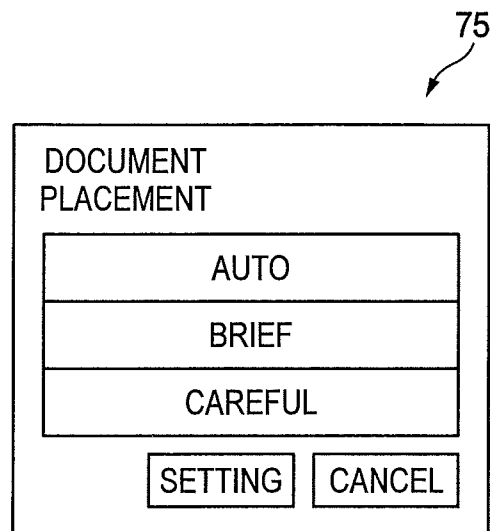 75
DOCUMENT
PLACEMENT
AUTO
BRIEF
CAREFUL
SETTING CANCEL